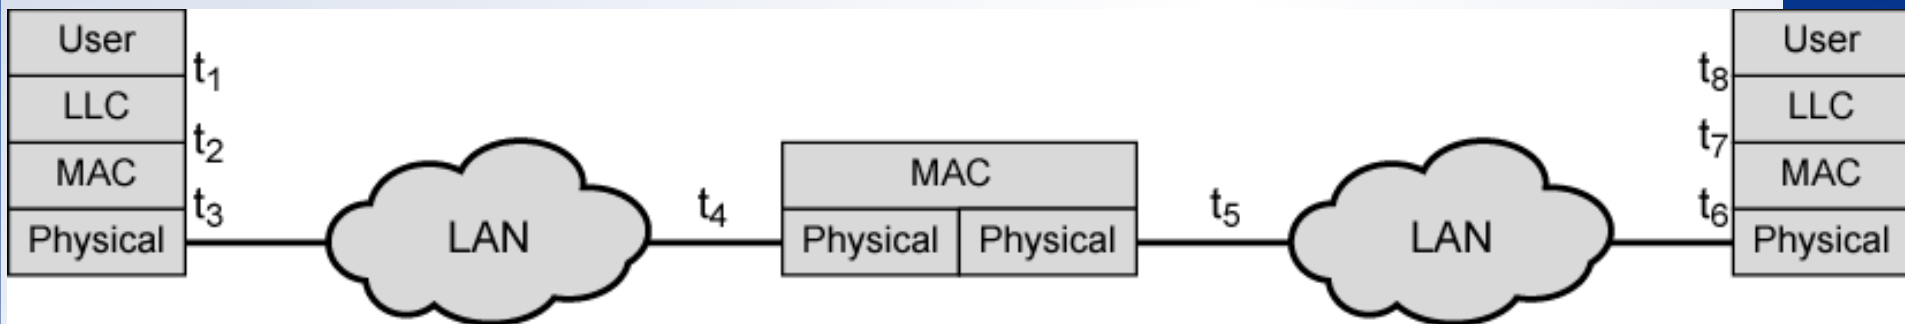 User
t1
LLC
t2
MAC
t3
Physical
LAN
t4
MAC
Physical Physical
t5
LAN
User
t8
LLC
t7
MAC
t6
Physical